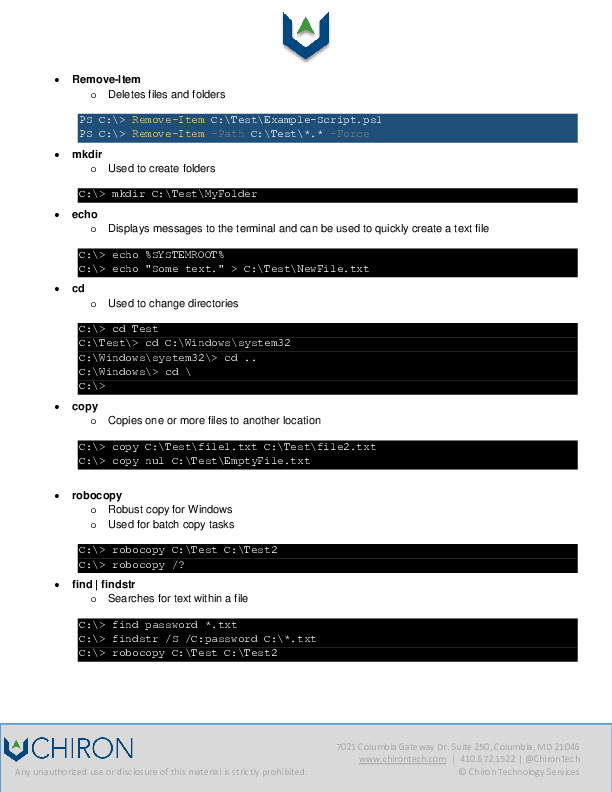 • Remove-Item
o Deletes files and folders
PS C:\> Remove-Item C:\Test\Example-Script.ps1
PS C:\> Remove-Item -Path C:\Test\*.* -Force
• mkdir
o Used to create folders
C:\> mkdir C:\Test\MyFolder
• echo
o Displays messages to the terminal and can be used to quickly create a text file
C:\> echo %SYSTEMROOT%
C:\> echo "Some text." > C:\Test\NewFile.txt
• cd
o Used to change directories
C:\> cd Test
C:\Test\> cd C:\Windows\system32
C:\Windows\system32\> cd ..
C:\Windows\> cd \
C:\>
• copy
o Copies one or more files to another location
C:\> copy C:\Test\file1.txt C:\Test\file2.txt
C:\> copy nul C:\Test\EmptyFile.txt
• robocopy
o Robust copy for Windows
o Used for batch copy tasks
C:\> robocopy C:\Test C:\Test2
C:\> robocopy /?
• find | findstr
o Searches for text within a file
C:\> find password *.txt
C:\> findstr /S /C:password C:\*.txt
C:\> robocopy C:\Test C:\Test2
CHIRON
7021 Columbia Gateway Dr. Suite 250, Columbia, MD 21046
www.chirontech.com | 410.672.1522 | @ChironTech
Any unauthorized use or disclosure of this material is strictly prohibited.
© Chiron Technology Services